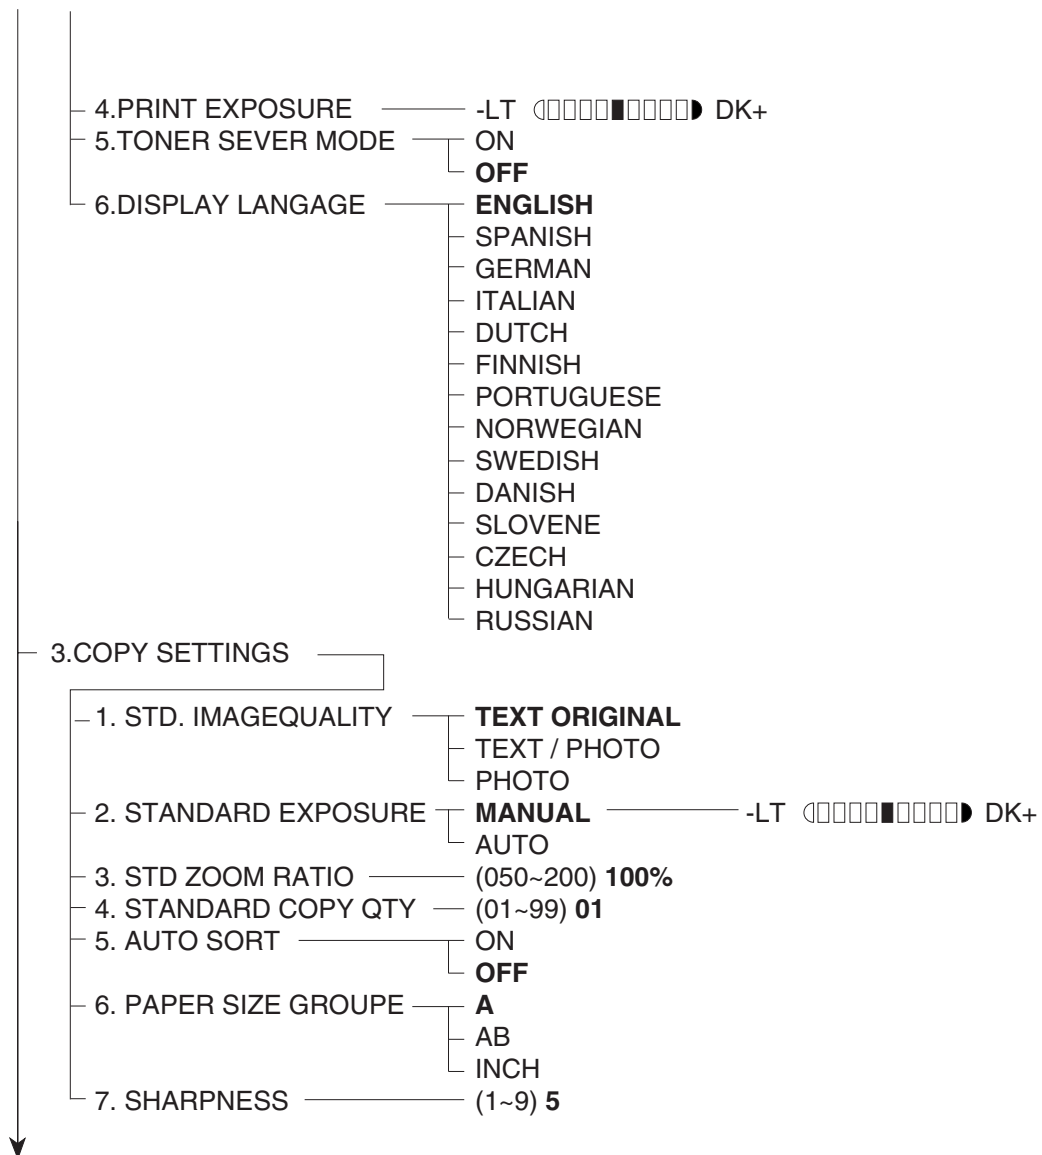 4.PRINT EXPOSURE -LT DK+
5.TONER SEVER MODE ON
OFF
6.DISPLAY LANGAGE ENGLISH
SPANISH
GERMAN
ITALIAN
DUTCH
FINNISH
PORTUGUESE
NORWEGIAN
SWEDISH
DANISH
SLOVENE
CZECH
HUNGARIAN
RUSSIAN
3.COPY SETTINGS
1. STD. IMAGEQUALITY TEXT ORIGINAL
TEXT / PHOTO
PHOTO
2. STANDARD EXPOSURE MANUAL -LT DK+
AUTO
3. STD ZOOM RATIO (050~200) 100%
4. STANDARD COPY QTY (01~99) 01
5. AUTO SORT ON
OFF
6. PAPER SIZE GROUPE A
AB
INCH
7. SHARPNESS (1~9) 5